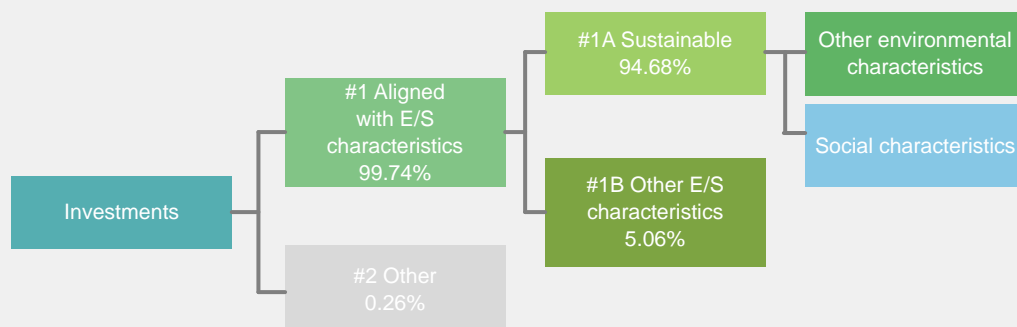 Investments
#1 Aligned
with E/S
characteristics
99.74%
#2 Other
0.26%
#1A Sustainable
94.68%
#1B Other E/S
characteristics
5.06%
Other environmental
characteristics
Social characteristics